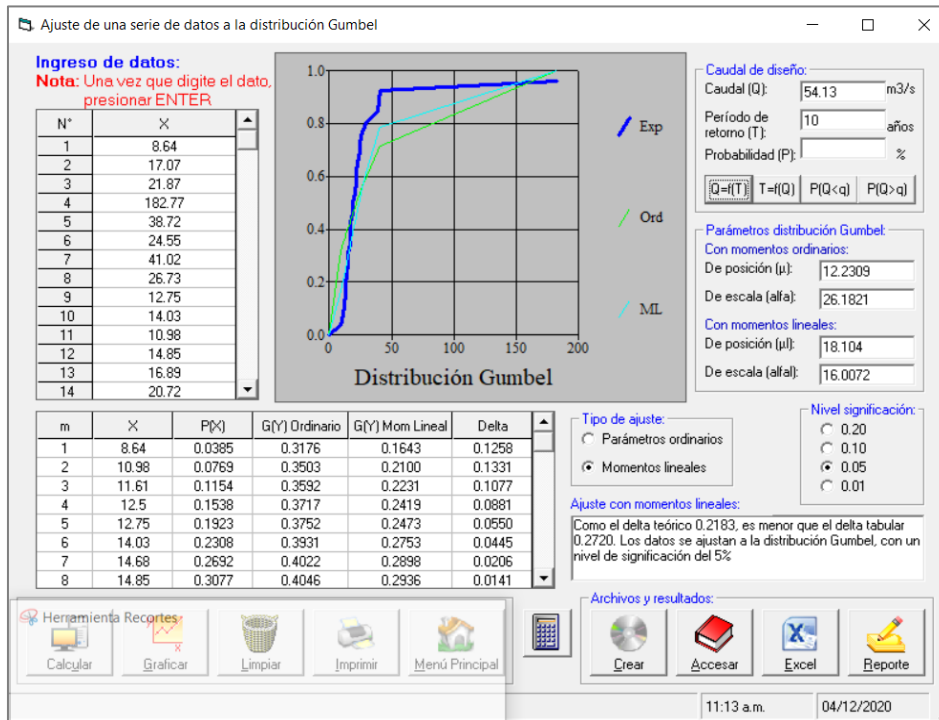 Ajuste de una serie de datos a la distribución Gumbel
Ingreso de datos:
Nota: Una vez que digite el dato,
presionar ENTER
N° X
1 8.64
2 17.07
3 21.87
4 182.77
5 38.72
6 24.55
7 41.02
8 26.73
9 12.75
10 14.03
11 10.98
12 14.85
13 16.89
14 20.72
1.0
0.8
0.6
0.4
0.2
0.0
0 50 100 150 200
Exp
Ord
ML
Distribución Gumbel
Caudal de diseño:
Caudal (Q): 54.13 m3/s
Período de
retorno (T): 10 años
Probabilidad (P): %
Q=f(T) T=f(Q) P(Q<q) P(Q>q)
Parámetros distribución Gumbel:
Con momentos ordinarios:
De posición (µ): 12.2309
De escala (alfa): 26.1821
Con momentos lineales:
De posición (µl): 18.104
De escala (alfal): 16.0072
m X P(X) G(Y) Ordinario G(Y) Mom Lineal Delta
1 8.64 0.0385 0.3176 0.1643 0.1258
2 10.98 0.0769 0.3503 0.2100 0.1331
3 11.61 0.1154 0.3592 0.2231 0.1077
4 12.5 0.1538 0.3717 0.2419 0.0881
5 12.75 0.1923 0.3752 0.2473 0.0550
6 14.03 0.2308 0.3931 0.2753 0.0445
7 14.68 0.2692 0.4022 0.2898 0.0206
8 14.85 0.3077 0.4046 0.2936 0.0141
Tipo de ajuste:
Parámetros ordinarios
Momentos lineales
Nivel significación:
0.20
0.10
0.05
0.01
Ajuste con momentos lineales:
Como el delta teórico 0.2183, es menor que el delta tabular
0.2720. Los datos se ajustan a la distribución Gumbel, con un
nivel de significación del 5%
Herramienta Recortes
Calcular Graficar Limpiar Imprimir Menú Principal
Archivos y resultados:
Crear Accesar Excel Reporte
11:13 a.m. 04/12/2020